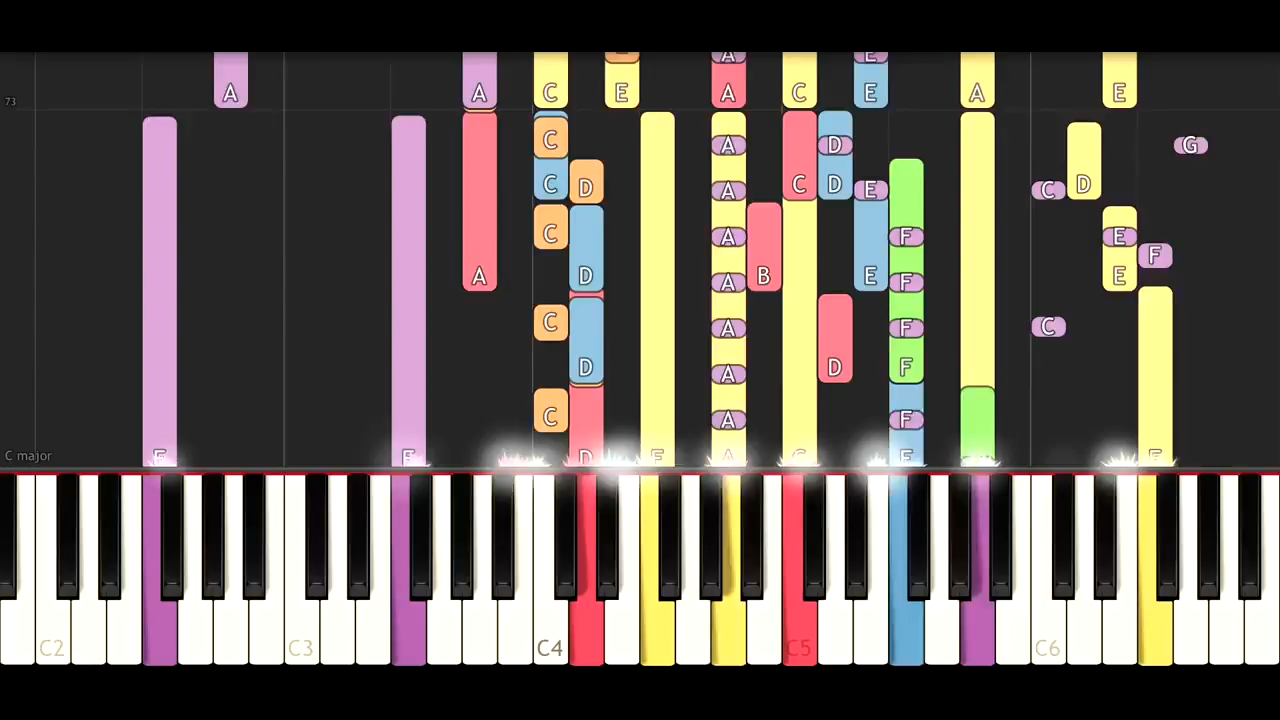 A A C E A A C E E A E
73
C A G
D
C D C A C D E C D
C A F E
A D B E F E F
C A D A F C
D F
C A F
C major E E D F A C F F
C2 C3 C4 C5 C6